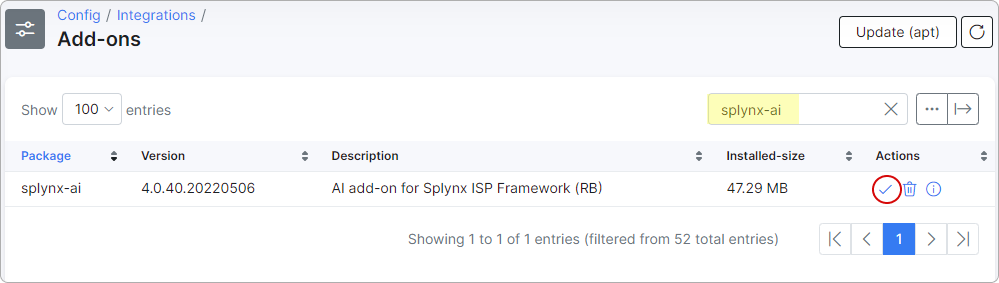 Config / Integrations /
Add-ons
Update (apt)
Show 100 entries
splynx-ai
Package Version Description Installed-size Actions
splynx-ai 4.0.40.20220506 AI add-on for Splynx ISP Framework (RB) 47.29 MB
Showing 1 to 1 of 1 entries (filtered from 52 total entries) 1